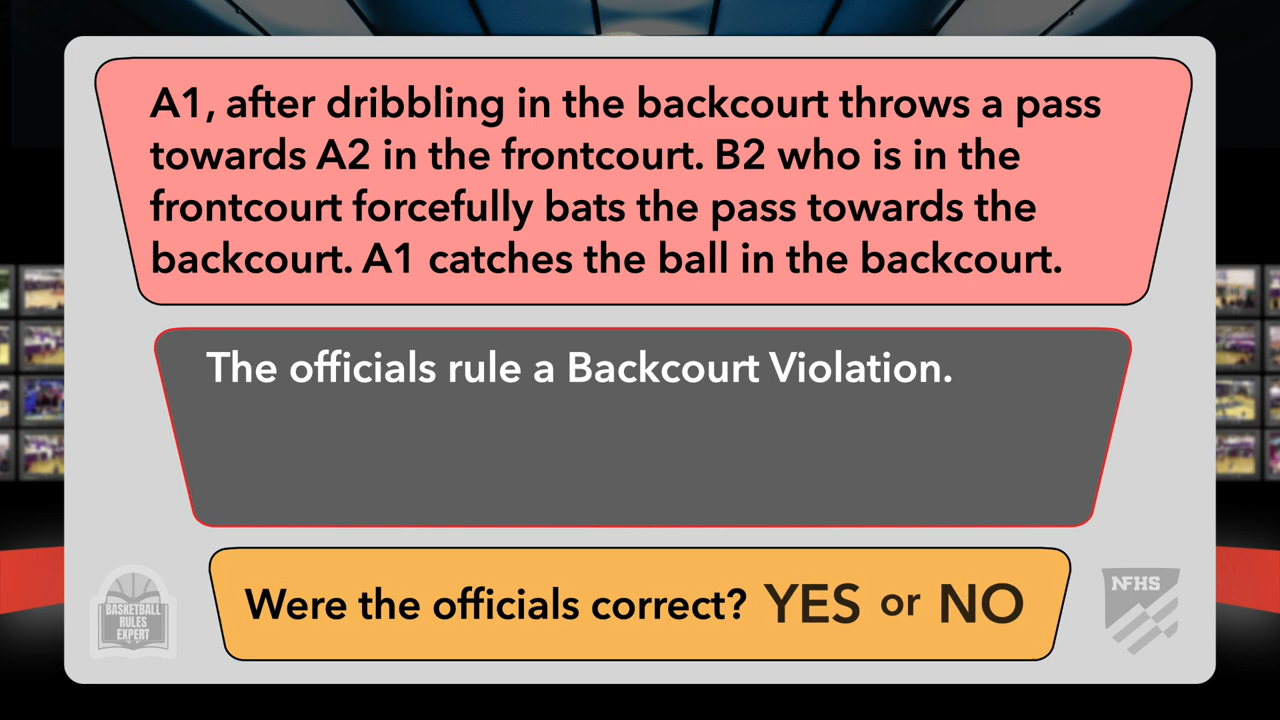 A1, after dribbling in the backcourt throws a pass
towards A2 in the frontcourt. B2 who is in the
frontcourt forcefully bats the pass towards the
backcourt. A1 catches the ball in the backcourt.
The officials rule a Backcourt Violation.
Were the officials correct? YES or NO
BASKETBALL
RULES
EXPERT
NFHS